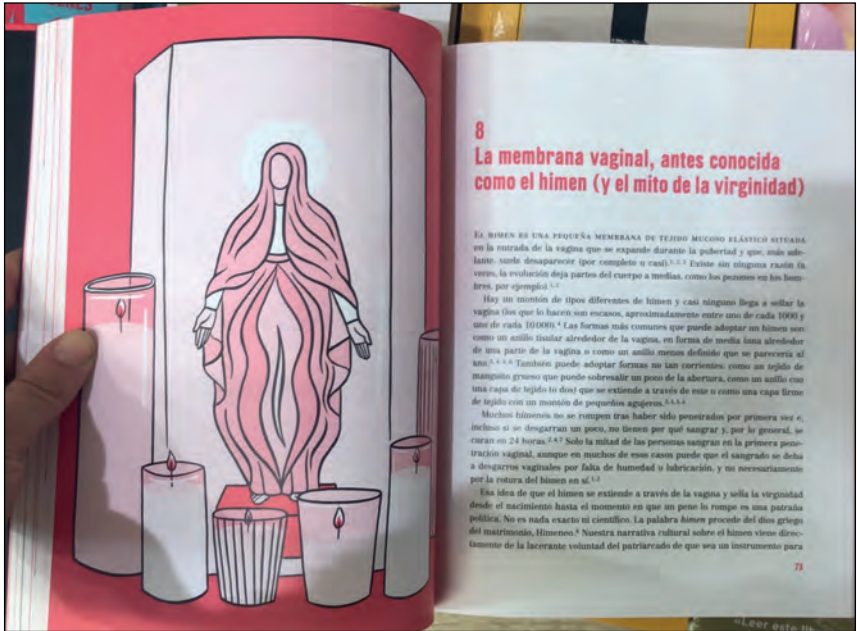 8
La membrana vaginal, antes conocida
como el himen (y el mito de la virginidad)
EL HIMEN ES UNA PEQUEÑA MEMBRANA DE TEJIDO MUCOSO ELÁSTICO SITUADA
en la entrada de la vagina que se expande durante la pubertad y que, más ade-
lante, suele desaparecer (por completo o casi).1, 2, 3 Existe sin ninguna razón (a
veces, la evolución deja partes del cuerpo a medias, como los pezones en los hom-
bres, por ejemplo).
Hay un montón de tipos diferentes de himen y casi ninguno llega a sellar la
vagina (los que lo hacen son escasos, aproximadamente entre uno de cada 1000 y
uno de cada 10 000).4 Las formas más comunes que puede adoptar un himen son
como un anillo tisular alrededor de la vagina, en forma de media luna alrededor
de una parte de la vagina o como un anillo menos definido que se parecería al
ano. También puede adoptar formas no tan corrientes: como un tejido de
manguito grueso que puede sobresalir un poco de la abertura, como un anillo con
una capa de tejido (o dos) que se extiende a través de este o como una capa firme
de tejido con un montón de pequeños agujeros.
Muchos hímenes no se rompen tras haber sido penetrados por primera vez e,
incluso si se desgarran un poco, no tienen por qué sangrar y, por lo general, se
curan en 24 horas. Solo la mitad de las personas sangran en la primera pene-
tración vaginal, aunque en muchos de esos casos puede que el sangrado se deba
a desgarros vaginales por falta de humedad o lubricación, y no necesariamente
por la rotura del himen en sí.
Esa idea de que el himen se extiende a través de la vagina y sella la virginidad
desde el nacimiento hasta el momento en que un pene lo rompe es una patraña
política. No es nada exacto ni científico. La palabra himen procede del dios griego
del matrimonio, Himeneo. Nuestra narrativa cultural sobre el himen viene direc-
tamente de la lacerante voluntad del patriarcado de que sea un instrumento para
73
«Leer este